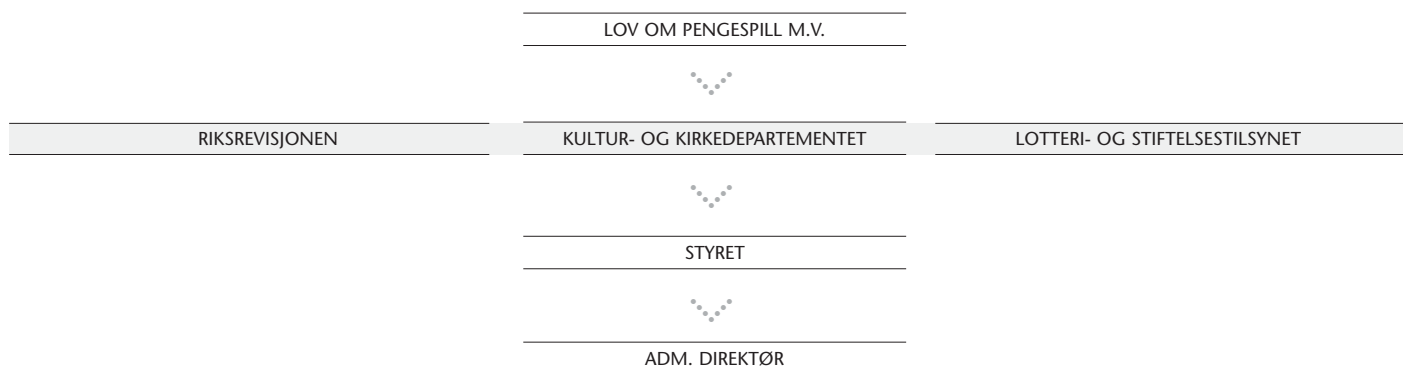 LOV OM PENGESPILL M.V.
RIKSREVISJONEN
KULTUR- OG KIRKEDEPARTEMENTET
LOTTERI- OG STIFTELSESTILSYNET
STYRET
ADM. DIREKTØR